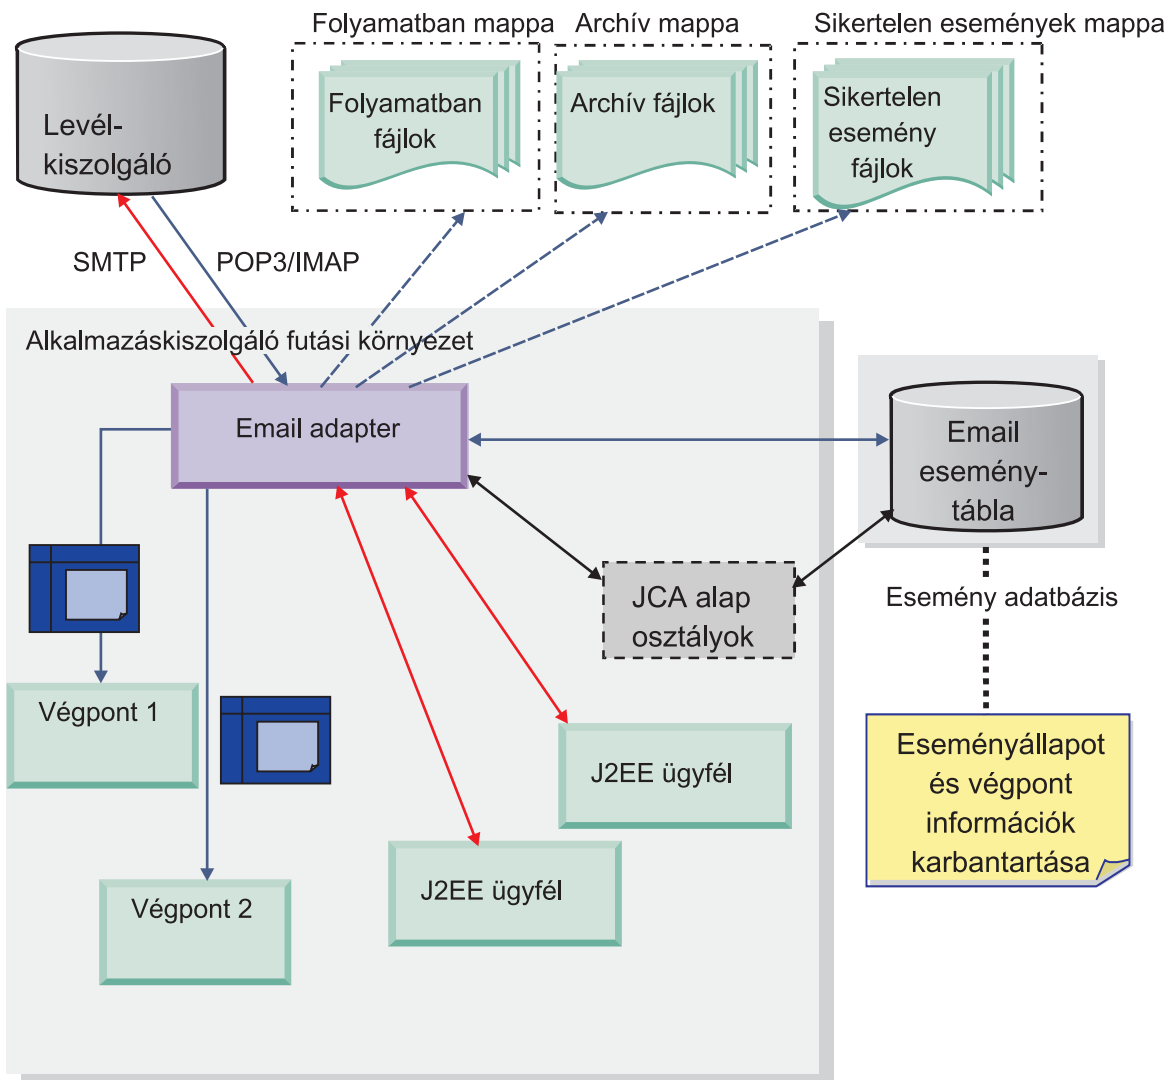 Folyamatban mappa
Archív mappa
Sikertelen események mappa
Levél-
kiszolgáló
Folyamatban
fájlok
Archív fájlok
Sikertelen
esemény
fájlok
SMTP
POP3/IMAP
Alkalmazáskiszolgáló futási környezet
Email adapter
Email
esemény-
tábla
JCA alap
osztályok
Esemény adatbázis
Végpont 1
Eseményállapot
és végpont
információk
karbantartása
J2EE ügyfél
J2EE ügyfél
Végpont 2